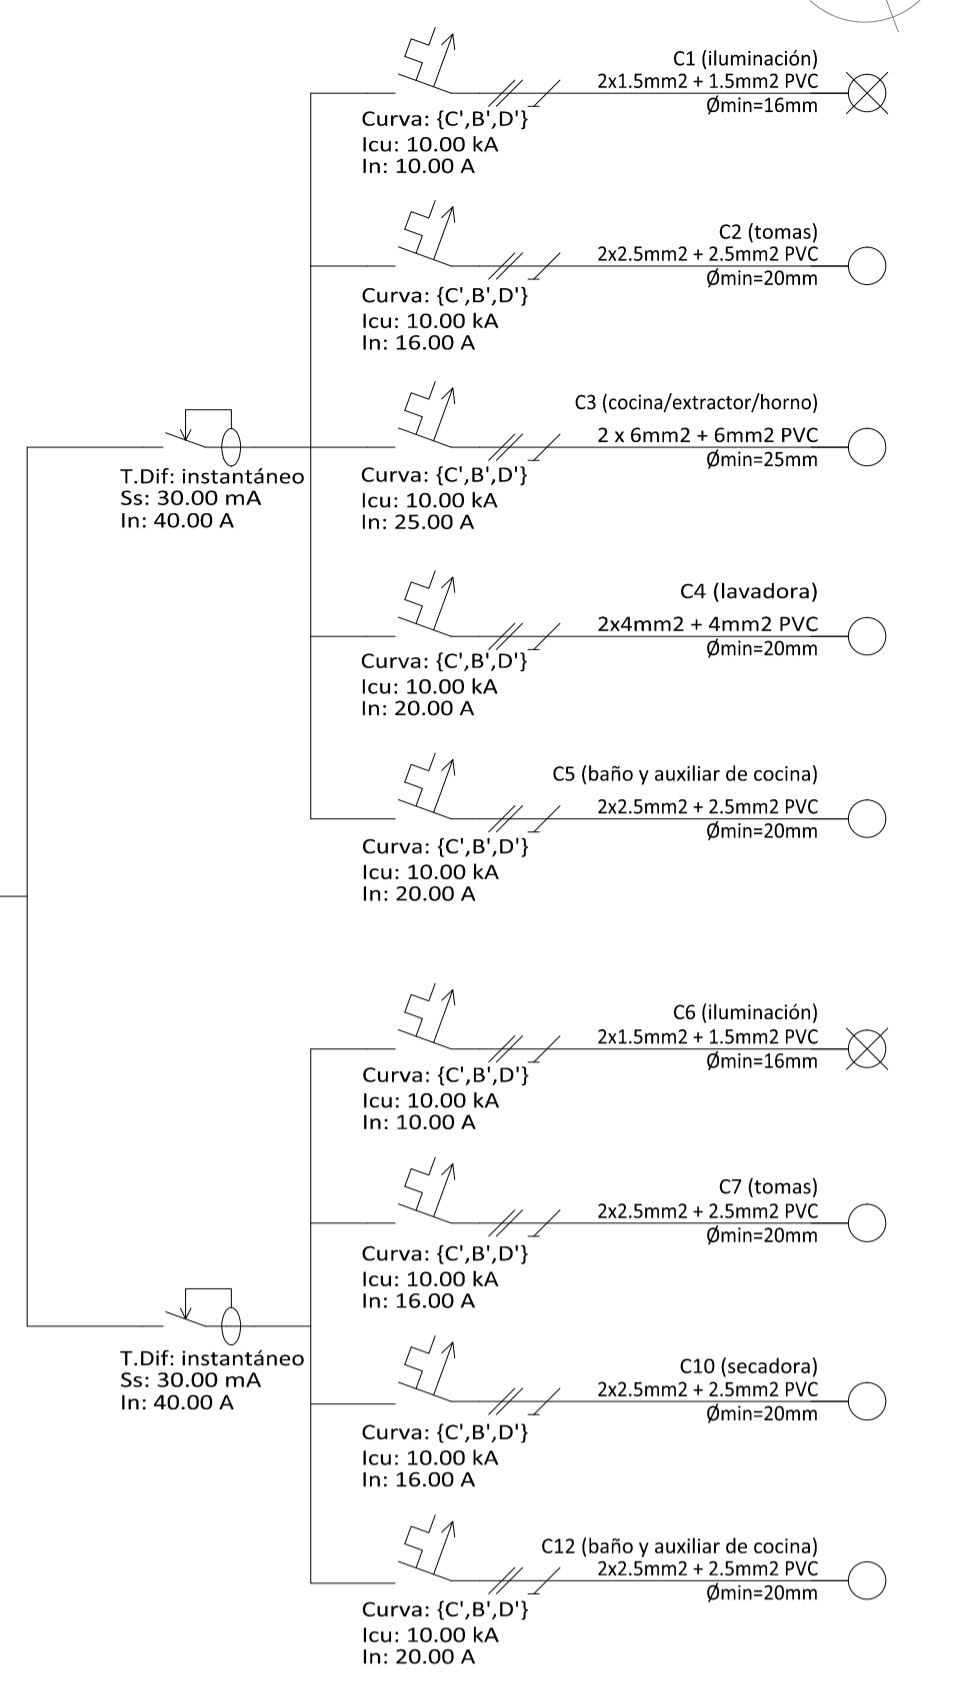 C1 (iluminación)
2x1.5mm2 + 1.5mm2 PVC
Ømin=16mm
Curva: {C',B',D'}
Icu: 10.00 kA
In: 10.00 A
C2 (tomas)
2x2.5mm2 + 2.5mm2 PVC
Ømin=20mm
Curva: {C',B',D'}
Icu: 10.00 kA
In: 16.00 A
C3 (cocina/extractor/horno)
2 x 6mm2 + 6mm2 PVC
Ømin=25mm
T.Dif: instantáneo
Ss: 30.00 mA
In: 40.00 A
Curva: {C',B',D'}
Icu: 10.00 kA
In: 25.00 A
C4 (lavadora)
2x4mm2 + 4mm2 PVC
Ømin=20mm
Curva: {C',B',D'}
Icu: 10.00 kA
In: 20.00 A
C5 (baño y auxiliar de cocina)
2x2.5mm2 + 2.5mm2 PVC
Ømin=20mm
Curva: {C',B',D'}
Icu: 10.00 kA
In: 20.00 A
C6 (iluminación)
2x1.5mm2 + 1.5mm2 PVC
Ømin=16mm
Curva: {C',B',D'}
Icu: 10.00 kA
In: 10.00 A
C7 (tomas)
2x2.5mm2 + 2.5mm2 PVC
Ømin=20mm
Curva: {C',B',D'}
Icu: 10.00 kA
In: 16.00 A
T.Dif: instantáneo
Ss: 30.00 mA
In: 40.00 A
C10 (secadora)
2x2.5mm2 + 2.5mm2 PVC
Ømin=20mm
Curva: {C',B',D'}
Icu: 10.00 kA
In: 16.00 A
C12 (baño y auxiliar de cocina)
2x2.5mm2 + 2.5mm2 PVC
Ømin=20mm
Curva: {C',B',D'}
Icu: 10.00 kA
In: 20.00 A